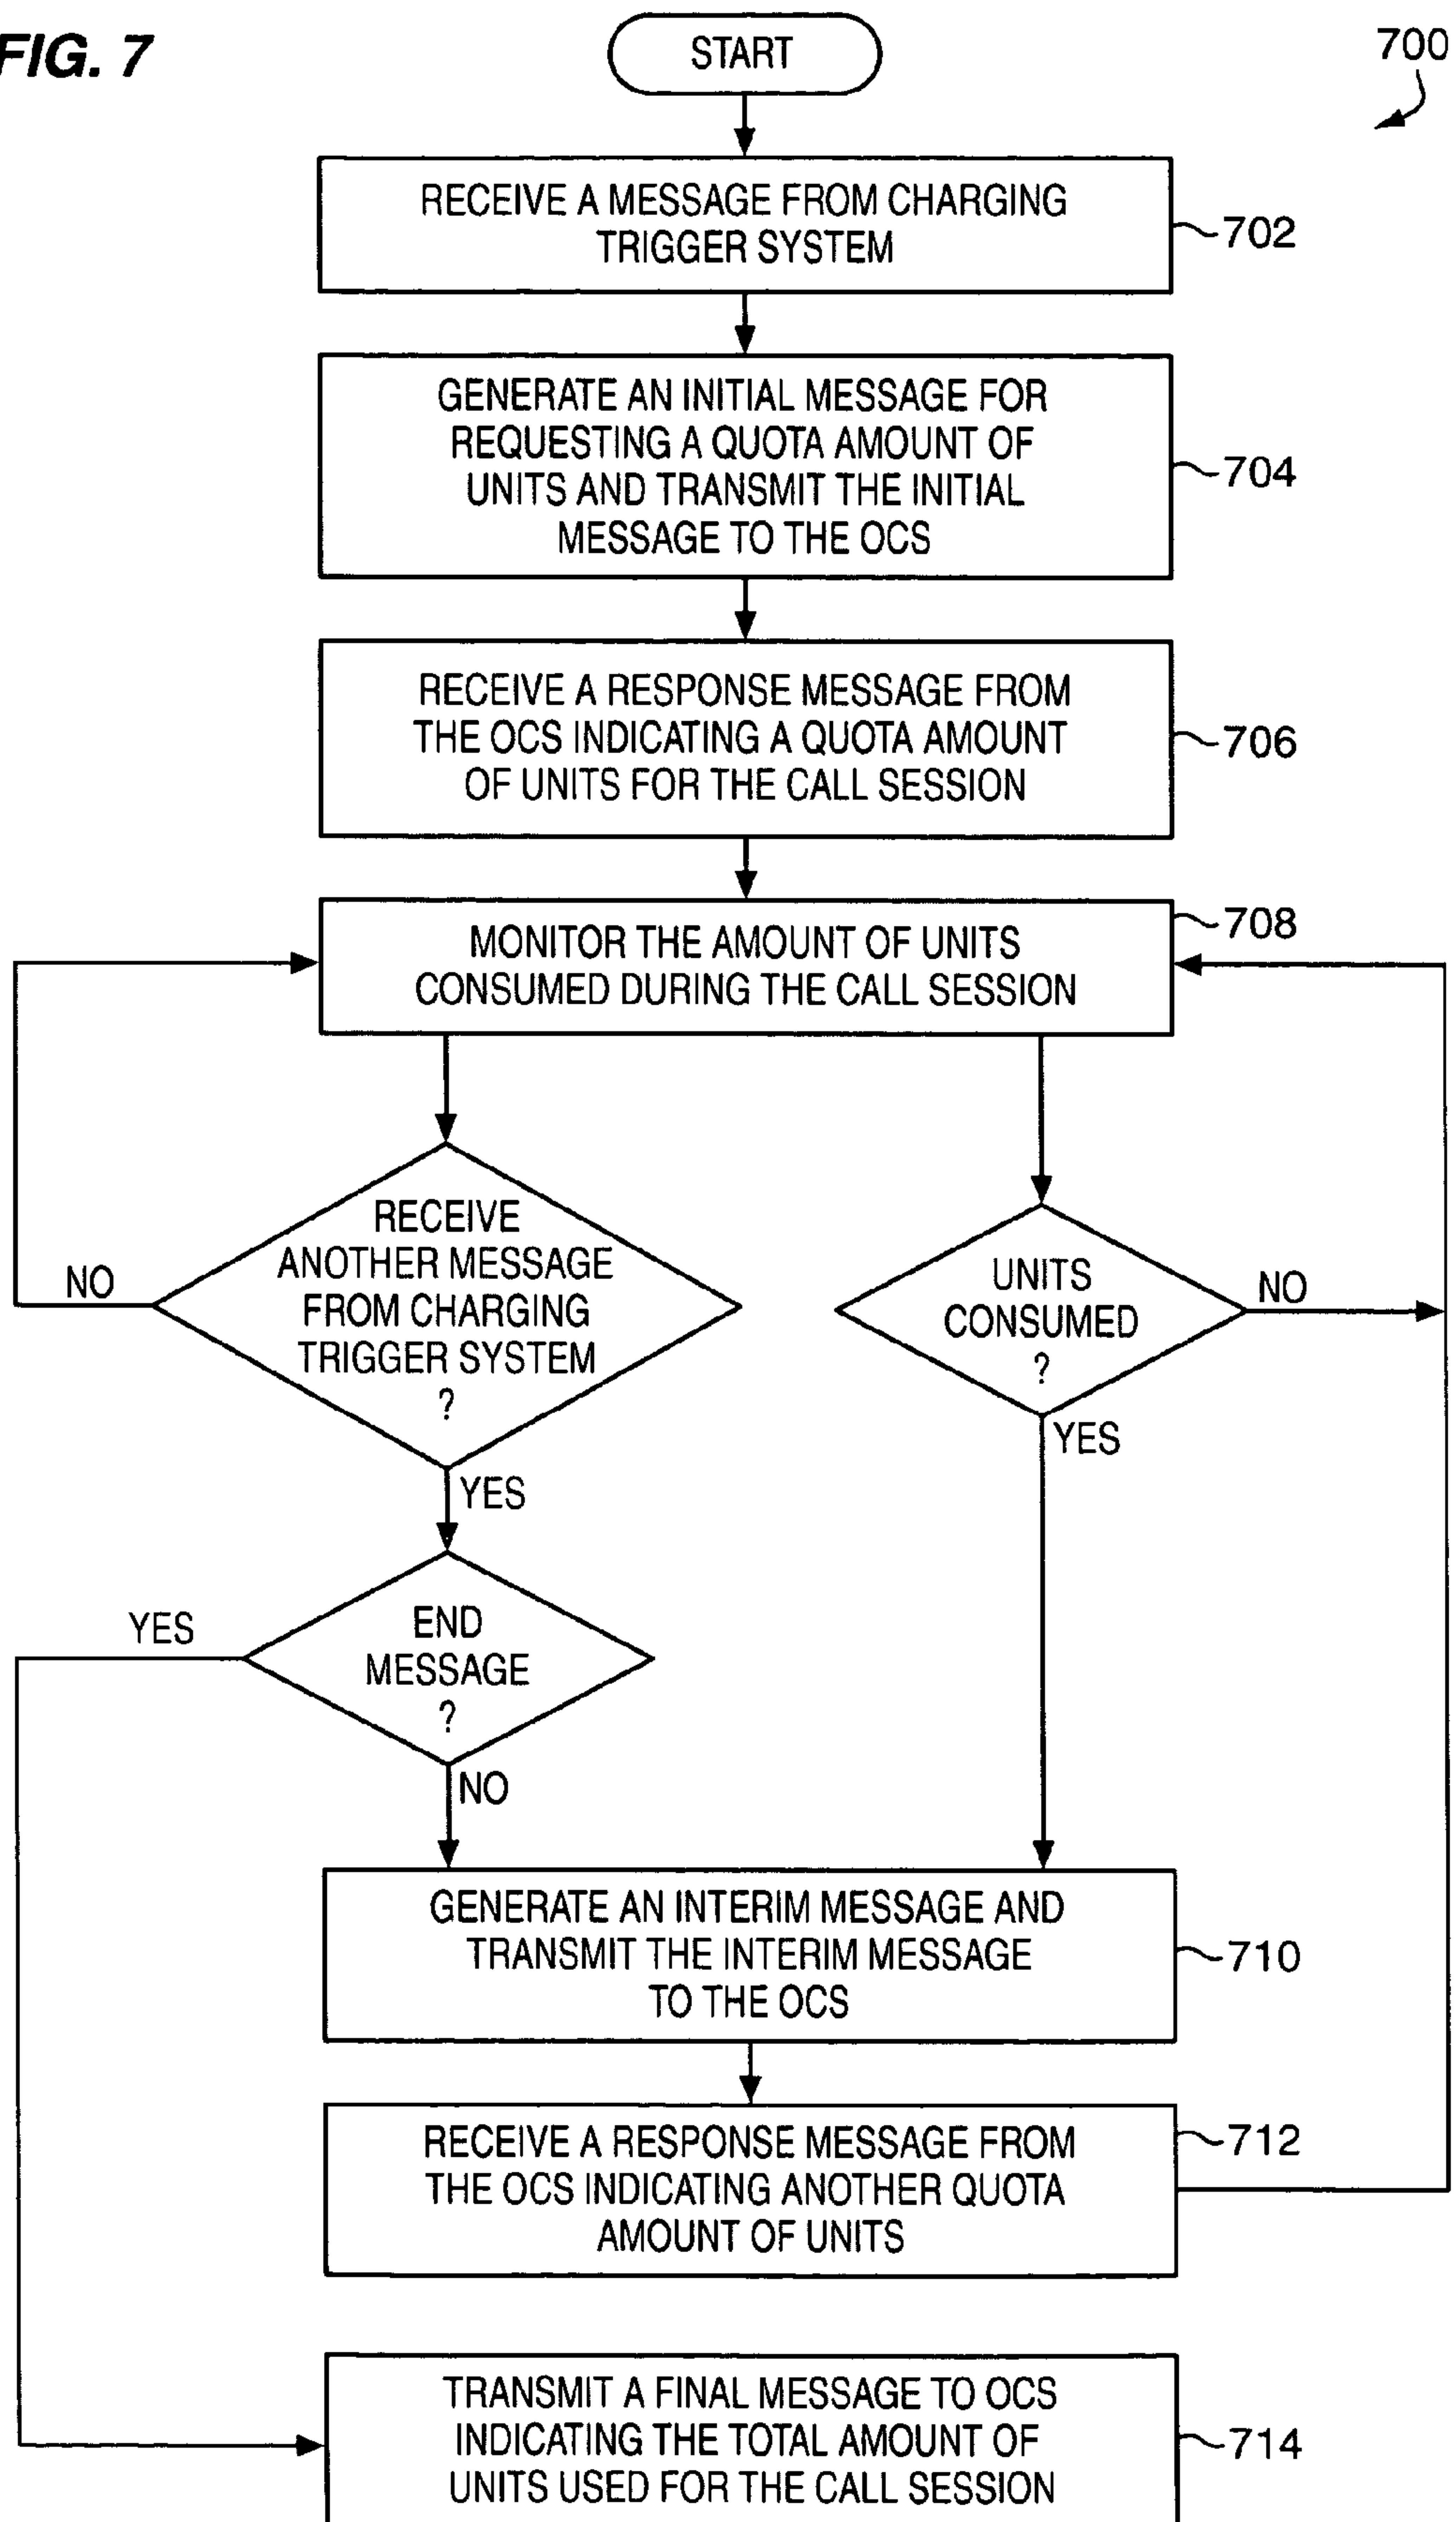 FIG. 7
700
START
RECEIVE A MESSAGE FROM CHARGING
TRIGGER SYSTEM
702
GENERATE AN INITIAL MESSAGE FOR
REQUESTING A QUOTA AMOUNT OF
UNITS AND TRANSMIT THE INITIAL
MESSAGE TO THE OCS
704
RECEIVE A RESPONSE MESSAGE FROM
THE OCS INDICATING A QUOTA AMOUNT
OF UNITS FOR THE CALL SESSION
706
MONITOR THE AMOUNT OF UNITS
CONSUMED DURING THE CALL SESSION
708
RECEIVE
ANOTHER MESSAGE
FROM CHARGING
TRIGGER SYSTEM
?
NO
YES
UNITS
CONSUMED
?
NO
YES
END
MESSAGE
?
YES
NO
GENERATE AN INTERIM MESSAGE AND
TRANSMIT THE INTERIM MESSAGE
TO THE OCS
710
RECEIVE A RESPONSE MESSAGE FROM
THE OCS INDICATING ANOTHER QUOTA
AMOUNT OF UNITS
712
TRANSMIT A FINAL MESSAGE TO OCS
INDICATING THE TOTAL AMOUNT OF
UNITS USED FOR THE CALL SESSION
714